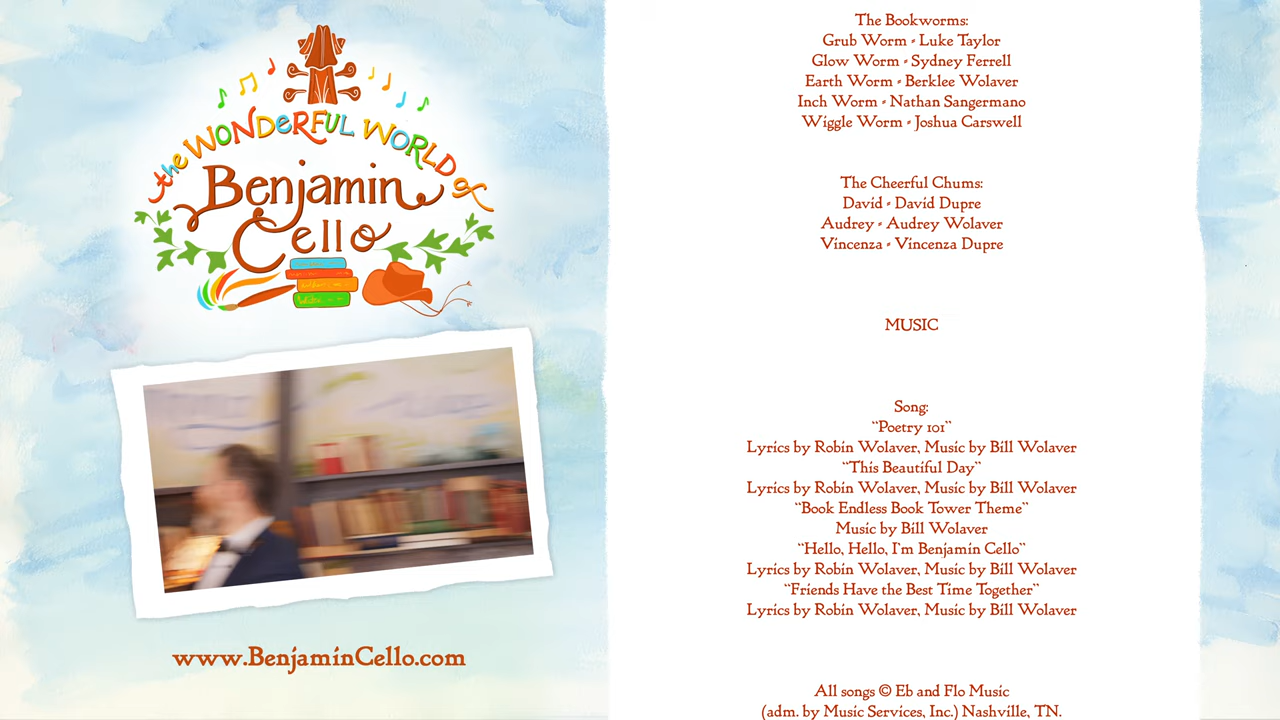 the WONDERFUL WORLD of
Benjamin
Cello
www.BenjaminCello.com
The Bookworms:
Grub Worm - Luke Taylor
Glow Worm - Sydney Ferrell
Earth Worm - Berklee Wolaver
Inch Worm - Nathan Sangermano
Wiggle Worm - Joshua Carswell
The Cheerful Chums:
David - David Dupre
Audrey - Audrey Wolaver
Vincenza - Vincenza Dupre
MUSIC
Song:
“Poetry 101”
Lyrics by Robin Wolaver, Music by Bill Wolaver
“This Beautiful Day”
Lyrics by Robin Wolaver, Music by Bill Wolaver
“Book Endless Book Tower Theme”
Music by Bill Wolaver
“Hello, Hello, I’m Benjamin Cello”
Lyrics by Robin Wolaver, Music by Bill Wolaver
“Friends Have the Best Time Together”
Lyrics by Robin Wolaver, Music by Bill Wolaver
All songs © Eb and Flo Music
(adm. by Music Services, Inc.) Nashville, TN.